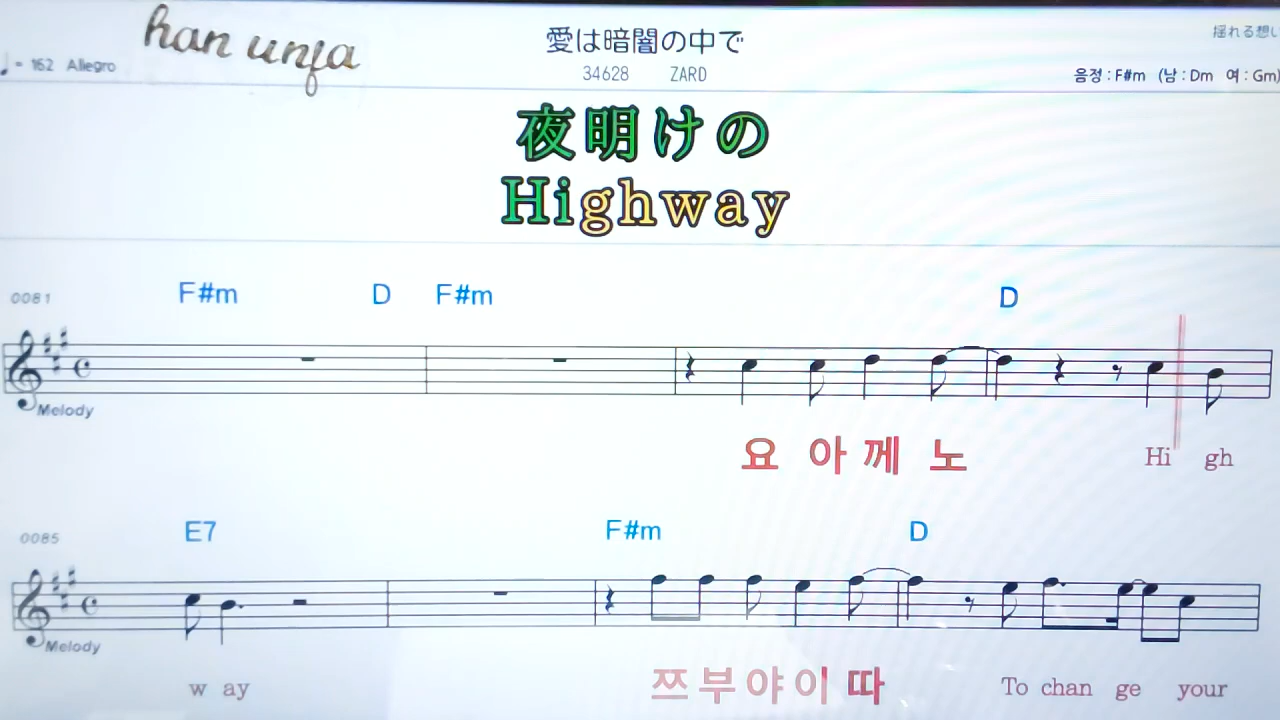 han unja
愛は暗闇の中で
揺れる想い
♩= 162 Allegro
34628 ZARD
음정 : F#m (남 : Dm 여 : Gm)
夜明けの
Highway
0081 F#m D F#m D
Melody
요 아 께 노 Hi gh
0085 E7 F#m D
Melody
w ay 쯔 부 야 이 따 To chan ge your